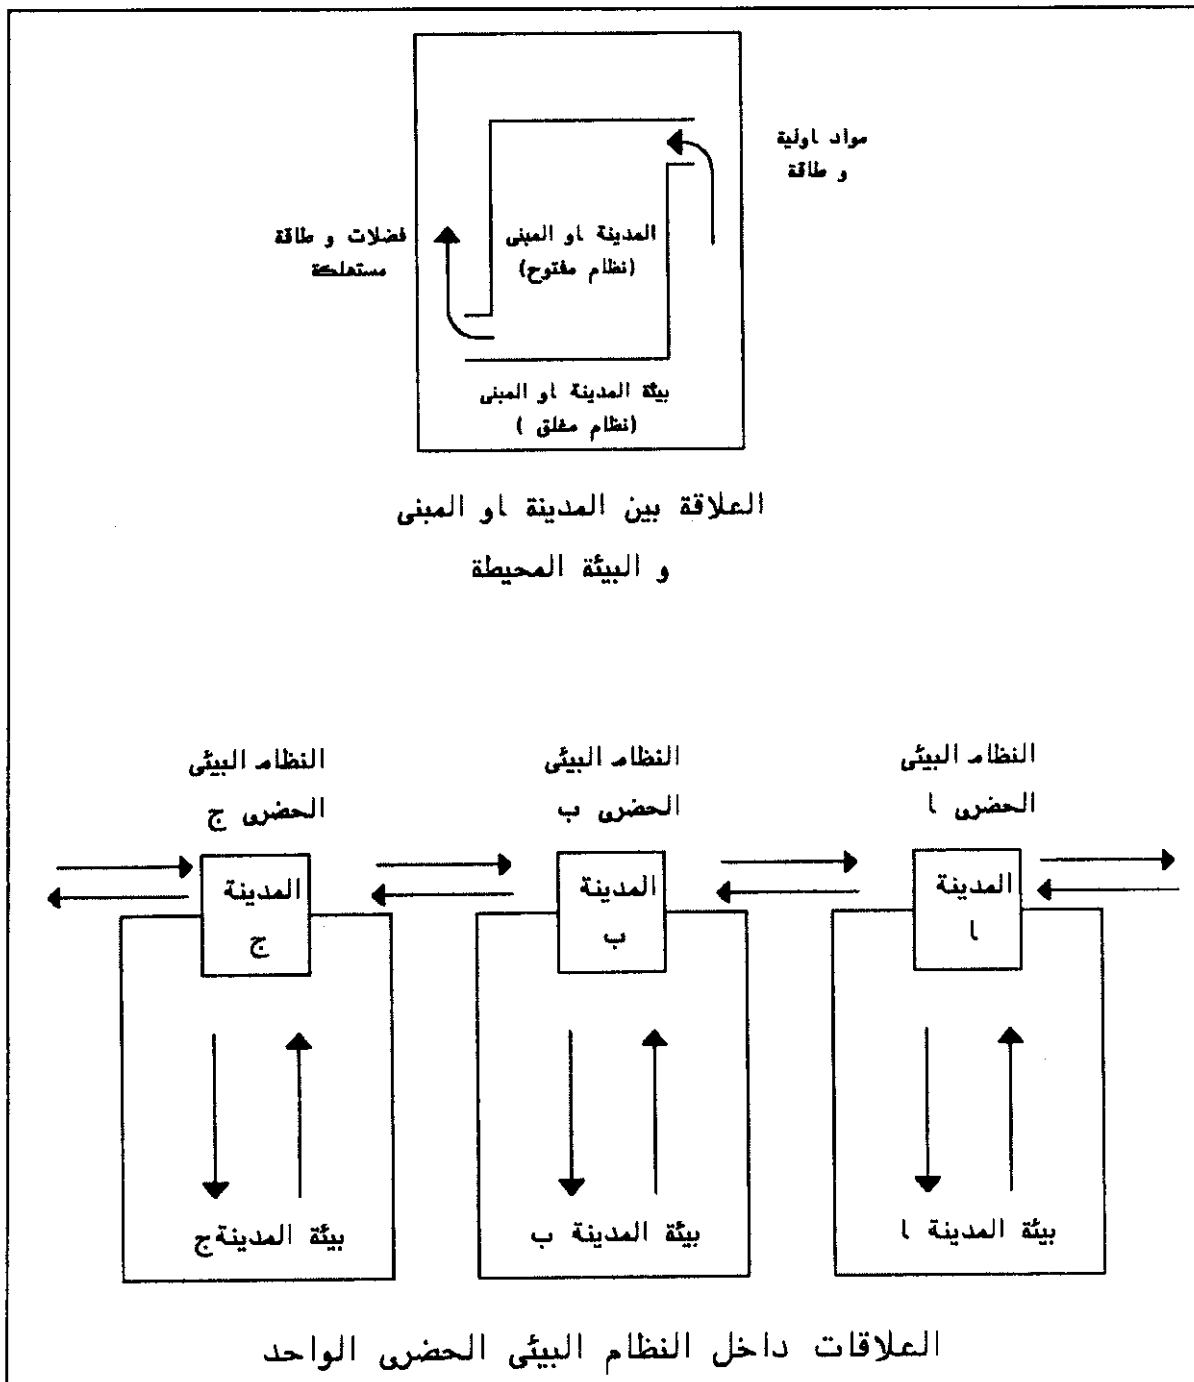 مواد اولية
و طاقة
المدينة او المبنى
(نظام مفتوح)
فضلات و طاقة
مستهلكة
بيئة المدينة او المبنى
(نظام مغلق )
العلاقة بين المدينة او المبنى
و البيئة المحيطة
النظام البيئى
الحضرى ا
النظام البيئى
الحضرى ب
النظام البيئى
الحضرى ج
المدينة
ا
المدينة
ب
المدينة
ج
بيئة المدينة ا
بيئة المدينة ب
بيئة المدينة ج
العلاقات داخل النظام البيئى الحضرى الواحد